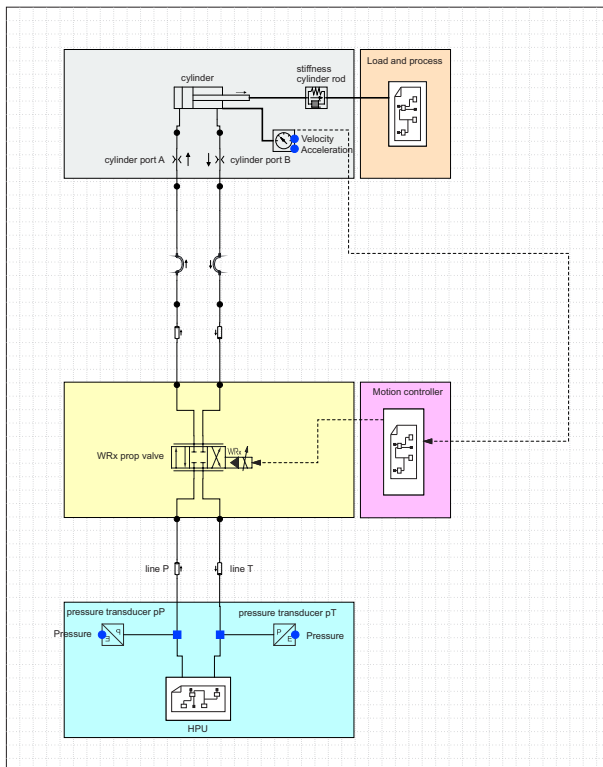 Load and process
stiffness
cylinder rod
cylinder
Velocity
Acceleration
cylinder port A
cylinder port B
Motion controller
WRx
WRx prop valve
line P
line T
pressure transducer pP
pressure transducer pT
Pressure
p
E
p
E
Pressure
HPU